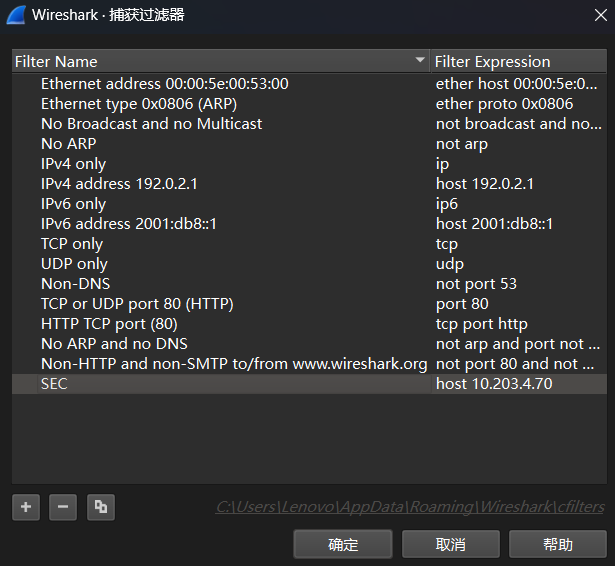 Wireshark · 捕获过滤器
Filter Name Filter Expression
Ethernet address 00:00:5e:00:53:00 ether host 00:00:5e:0...
Ethernet type 0x0806 (ARP) ether proto 0x0806
No Broadcast and no Multicast not broadcast and no...
No ARP not arp
IPv4 only ip
IPv4 address 192.0.2.1 host 192.0.2.1
IPv6 only ip6
IPv6 address 2001:db8::1 host 2001:db8::1
TCP only tcp
UDP only udp
Non-DNS not port 53
TCP or UDP port 80 (HTTP) port 80
HTTP TCP port (80) tcp port http
No ARP and no DNS not arp and port not ...
Non-HTTP and non-SMTP to/from www.wireshark.org not port 80 and not ...
SEC host 10.203.4.70
C:\Users\Lenovo\AppData\Roaming\Wireshark\cfilters
确定 取消 帮助